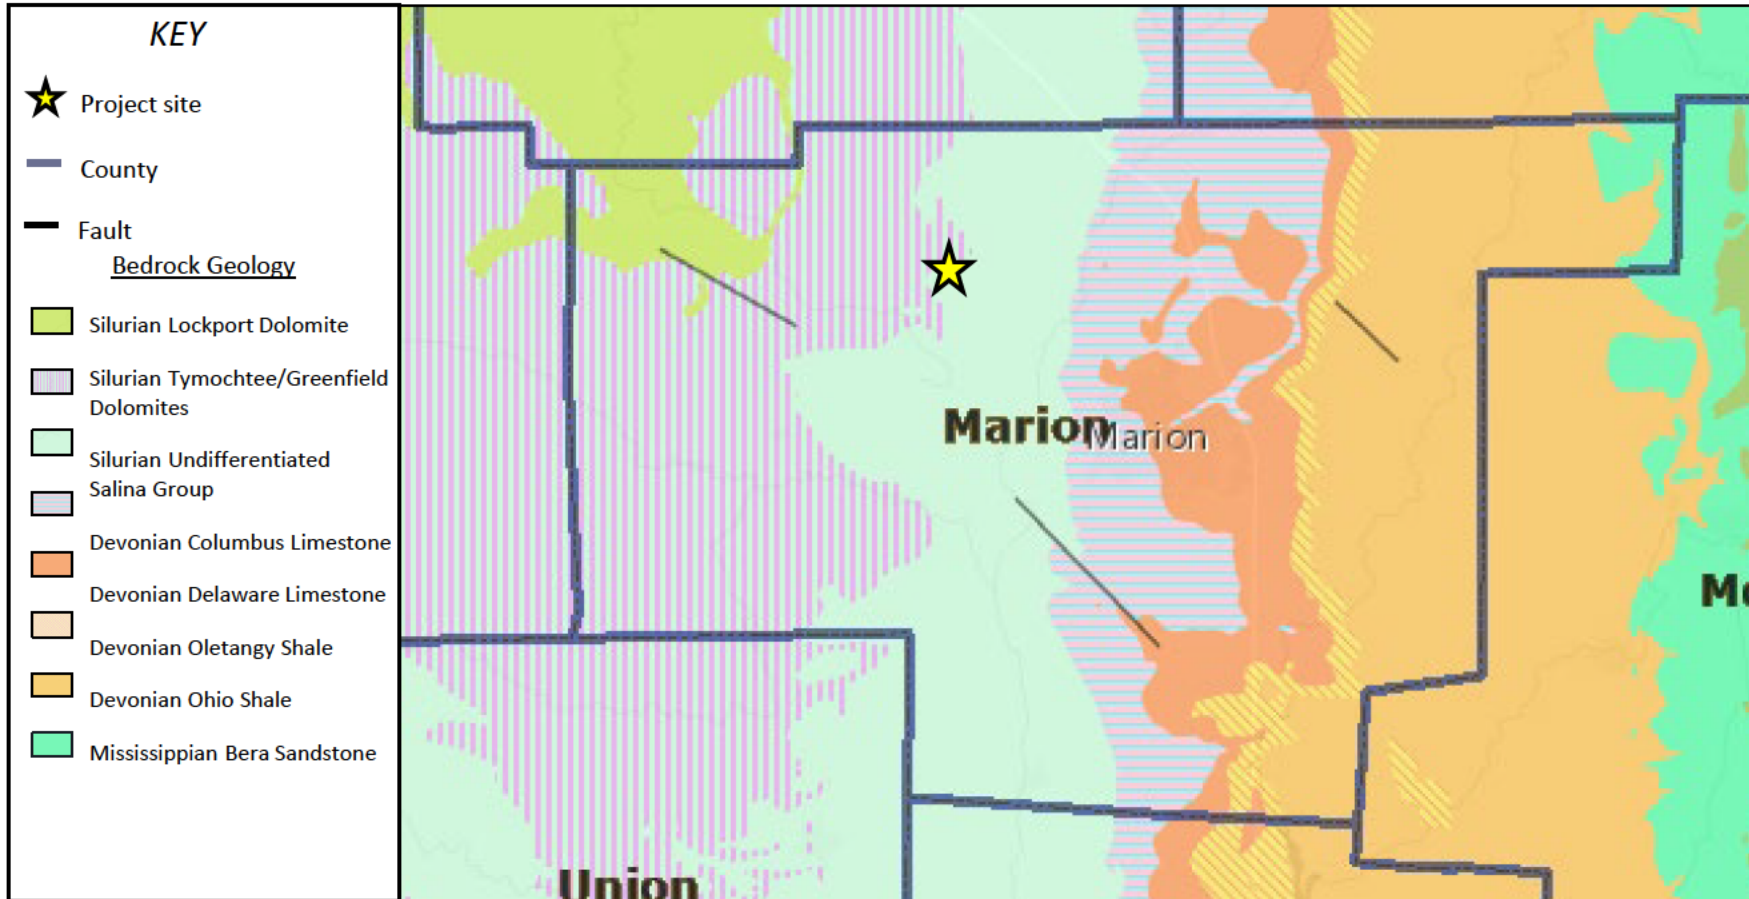 KEY
Project site
County
Fault
Bedrock Geology
Silurian Lockport Dolomite
Silurian Tymochtee/Greenfield
Dolomites
Silurian Undifferentiated
Salina Group
Devonian Columbus Limestone
Devonian Delaware Limestone
Devonian Oletangy Shale
Devonian Ohio Shale
Mississippian Bera Sandstone
Marion
Marion
Mo
Union